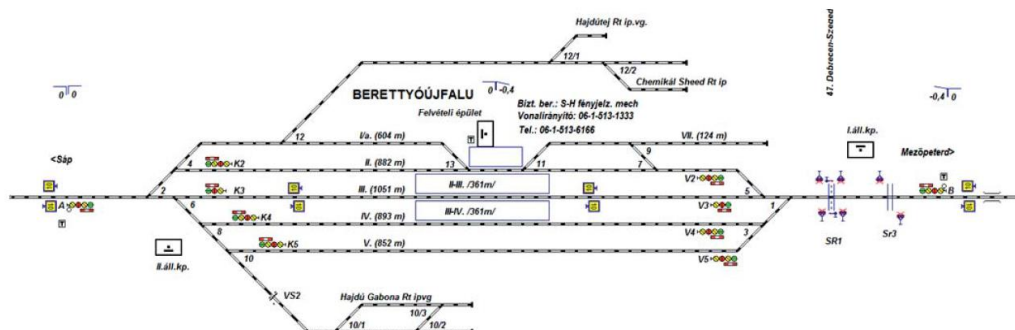 Hajdútej Rt ip.vg.
12/1
12/2
Chemikál Sheed Rt ip
47. Debrecen-Szeged
0 0
BERETTYÓÚJFALU
0 -0,4
-0,4 0
Felvételi épület
Bizt. ber.: S-H fényjelz. mech
Vonalirányító: 06-1-513-1333
Tel.: 06-1-513-6166
T
I.áll.kp.
<Sáp
Mezöpeterd>
12
I/a. (604 m)
VII. (124 m)
4
K2
II. (882 m)
13
11
9
7
V2
T
2
K3
III. (1051 m)
II-III. /361m/
5
A
B
6
III-IV. /361m/
V3
1
T
K4
IV. (893 m)
8
V4
3
K5
V. (852 m)
V5
SR1
Sr3
II.áll.kp.
10
VS2
Hajdú Gabona Rt ipvg
10/3
10/1
10/2